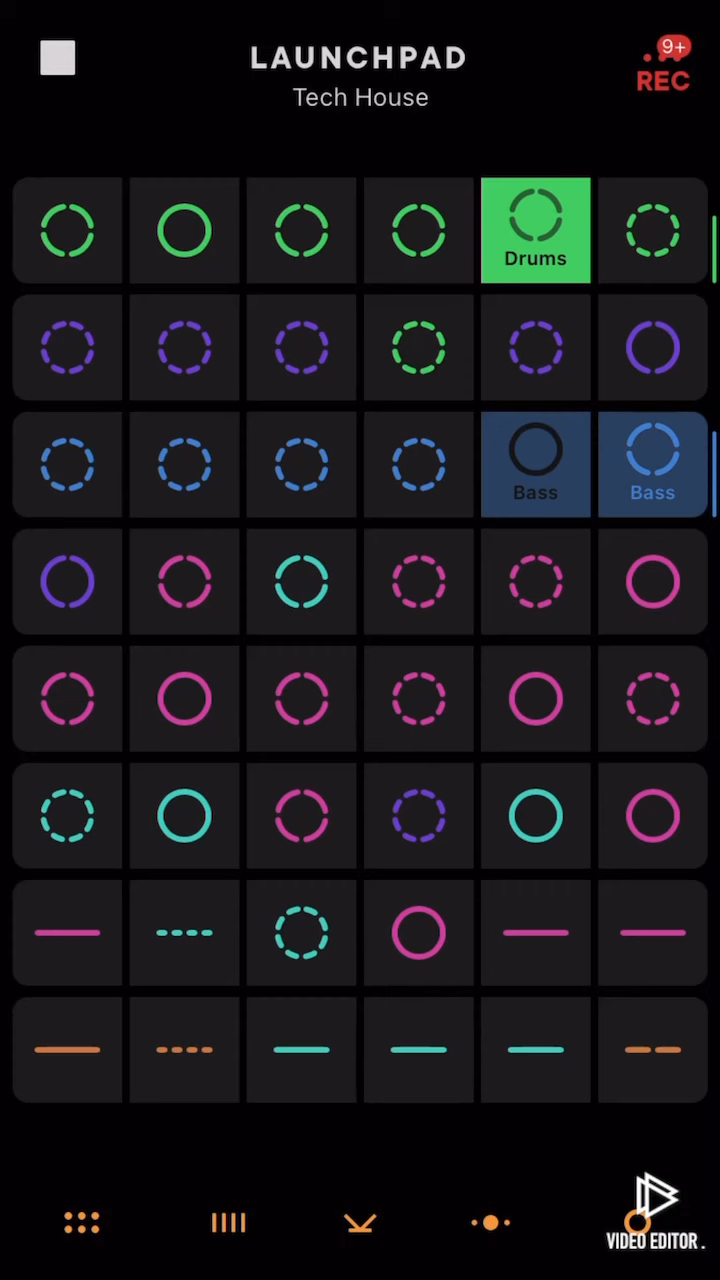 LAUNCHPAD
Tech House
9+
REC
Drums
Bass
Bass
VIDEO EDITOR .